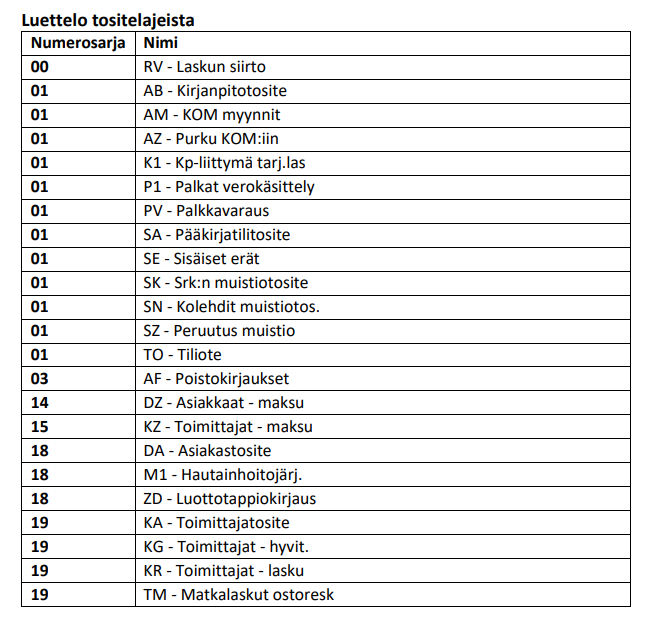 Luettelo tositelajeista
Numerosarja Nimi
00 RV - Laskun siirto
01 AB - Kirjanpitotosite
01 AM - KOM myynnit
01 AZ - Purku KOM:iin
01 K1 - Kp-liittymä tarj.las
01 P1 - Palkat verokäsittely
01 PV - Palkkavaraus
01 SA - Pääkirjatilitosite
01 SE - Sisäiset erät
01 SK - Srk:n muistiotosite
01 SN - Kolehdit muistiotos.
01 SZ - Peruutus muistio
01 TO - Tiliote
03 AF - Poistokirjaukset
14 DZ - Asiakkaat - maksu
15 KZ - Toimittajat - maksu
18 DA - Asiakastosite
18 M1 - Hautainhoitojärj.
18 ZD - Luottotappiokirjaus
19 KA - Toimittajatosite
19 KG - Toimittajat - hyvit.
19 KR - Toimittajat - lasku
19 TM - Matkalaskut ostoresk